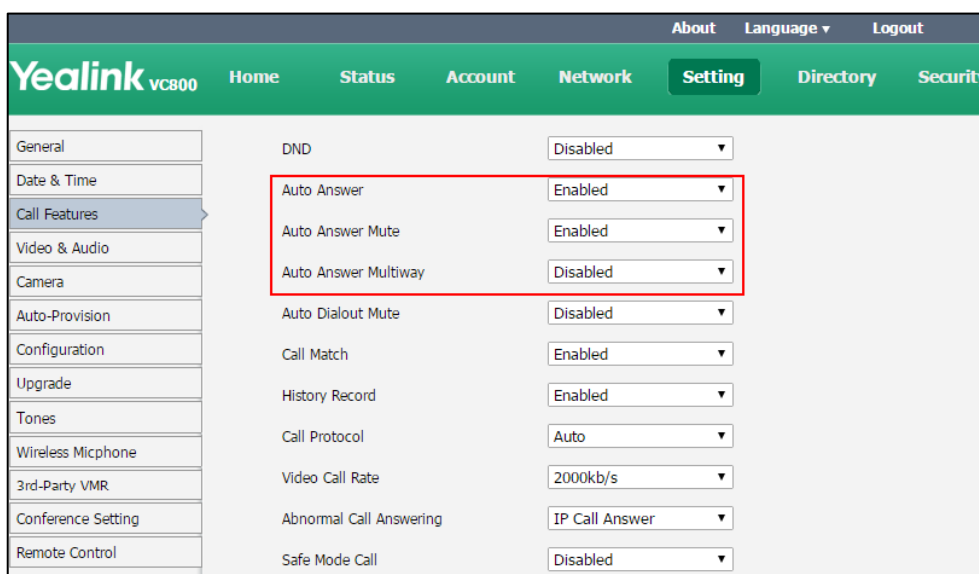 About Language ▾ Logout
Yealink VC800 Home Status Account Network Setting Directory Securit
General
Date & Time
Call Features
Video & Audio
Camera
Auto-Provision
Configuration
Upgrade
Tones
Wireless Micphone
3rd-Party VMR
Conference Setting
Remote Control
DND Disabled
Auto Answer Enabled
Auto Answer Mute Enabled
Auto Answer Multiway Disabled
Auto Dialout Mute Disabled
Call Match Enabled
History Record Enabled
Call Protocol Auto
Video Call Rate 2000kb/s
Abnormal Call Answering IP Call Answer
Safe Mode Call Disabled